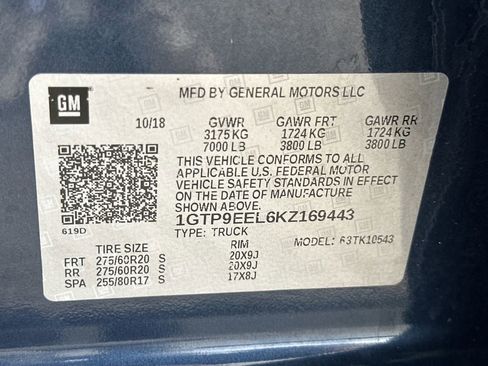 GM
MFD BY GENERAL MOTORS LLC
10/18 GVWR GAWR FRT GAWR RR
3175 KG 1724 KG 1724 KG
7000 LB 3800 LB 3800 LB
THIS VEHICLE CONFORMS TO ALL
APPLICABLE U.S. FEDERAL MOTOR
VEHICLE SAFETY STANDARDS IN EFFECT
ON THE DATE OF MANUFACTURE SHOWN ABOVE.
1GTP9EEL6KZ169443
619D
TYPE: TRUCK MODEL: 63TK10543
TIRE SIZE RIM
FRT 275/60R20 S 20X9J
RR 275/60R20 S 20X9J
SPA 255/80R17 S 17X8J